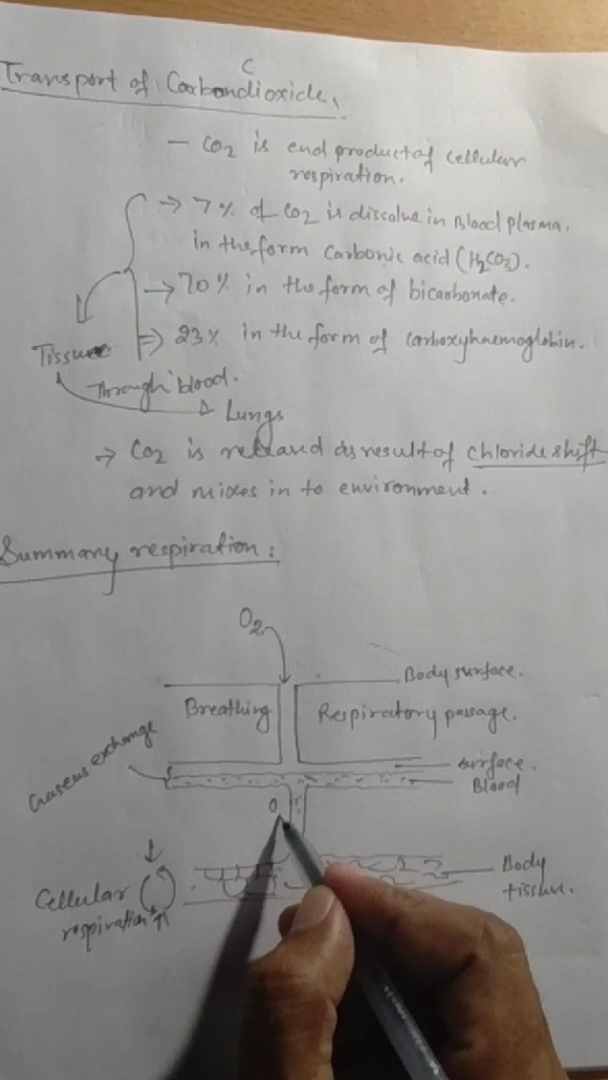 C
Transport of Carbondioxide.
- CO2 is end product of cellular
respiration.
→ 7% of CO2 is dissolve in Blood plasma.
in the form Carbonic acid (H2CO3).
→ 70% in the form of bicarbonate.
→ 23% in the form of carboxyhaemoglobin.
Tissue
Through blood.
Lungs
→ CO2 is as result of chloride shift
and mixes in to environment.
Summary respiration:
O2
Body surface.
Breathing Respiratory passage.
Gaseous exchange
surface.
Blood
O
Body
tissue.
Cellular
respiration